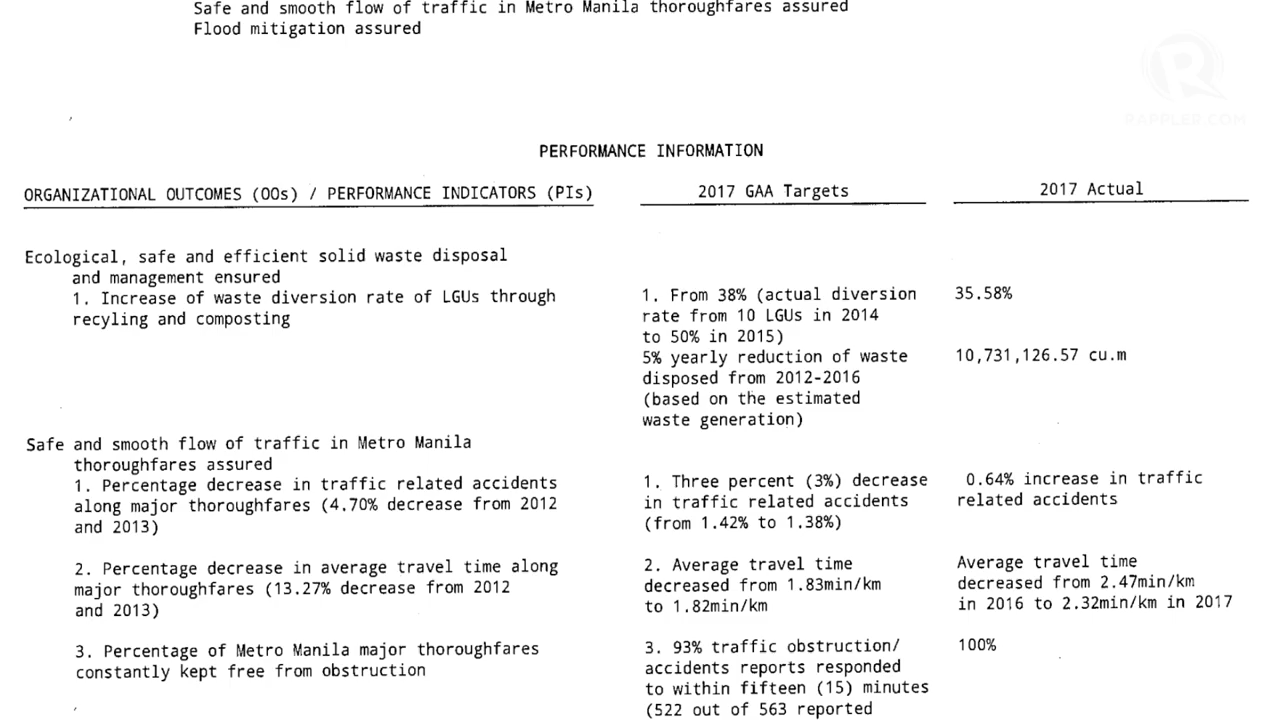 Safe and smooth flow of traffic in Metro Manila thoroughfares assured
Flood mitigation assured
R
RAPPLER.COM
PERFORMANCE INFORMATION
ORGANIZATIONAL OUTCOMES (OOs) / PERFORMANCE INDICATORS (PIs)
2017 GAA Targets
2017 Actual
Ecological, safe and efficient solid waste disposal
and management ensured
1. Increase of waste diversion rate of LGUs through
recyling and composting
1. From 38% (actual diversion
rate from 10 LGUs in 2014
to 50% in 2015)
35.58%
5% yearly reduction of waste
disposed from 2012-2016
(based on the estimated
waste generation)
10,731,126.57 cu.m
Safe and smooth flow of traffic in Metro Manila
thoroughfares assured
1. Percentage decrease in traffic related accidents
along major thoroughfares (4.70% decrease from 2012
and 2013)
1. Three percent (3%) decrease
in traffic related accidents
(from 1.42% to 1.38%)
0.64% increase in traffic
related accidents
2. Percentage decrease in average travel time along
major thoroughfares (13.27% decrease from 2012
and 2013)
2. Average travel time
decreased from 1.83min/km
to 1.82min/km
Average travel time
decreased from 2.47min/km
in 2016 to 2.32min/km in 2017
3. Percentage of Metro Manila major thoroughfares
constantly kept free from obstruction
3. 93% traffic obstruction/
accidents reports responded
to within fifteen (15) minutes
(522 out of 563 reported
100%